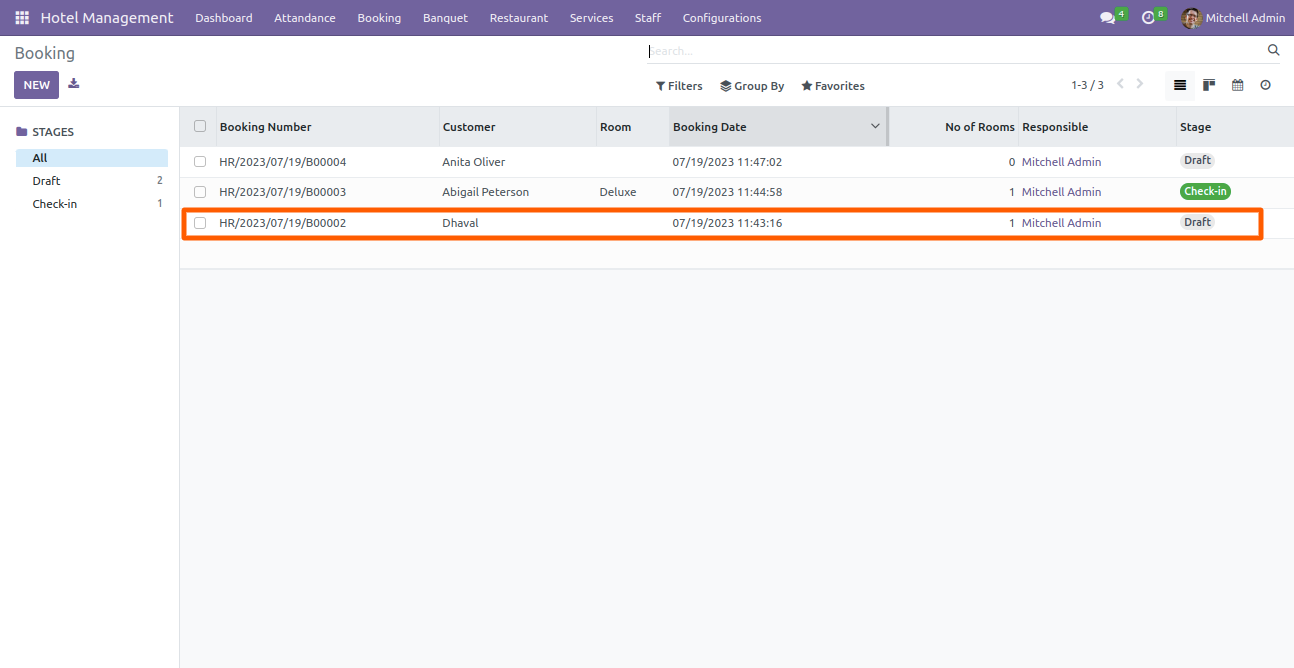 Hotel Management Dashboard Attendance Booking Banquet Restaurant Services Staff Configurations 4 8 Mitchell Admin
Booking
Search...
NEW
Filters Group By Favorites 1-3 / 3
STAGES
All
Draft 2
Check-in 1
Booking Number Customer Room Booking Date No of Rooms Responsible Stage
HR/2023/07/19/B00004 Anita Oliver 07/19/2023 11:47:02 0 Mitchell Admin Draft
HR/2023/07/19/B00003 Abigail Peterson Deluxe 07/19/2023 11:44:58 1 Mitchell Admin Check-in
HR/2023/07/19/B00002 Dhaval 07/19/2023 11:43:16 1 Mitchell Admin Draft